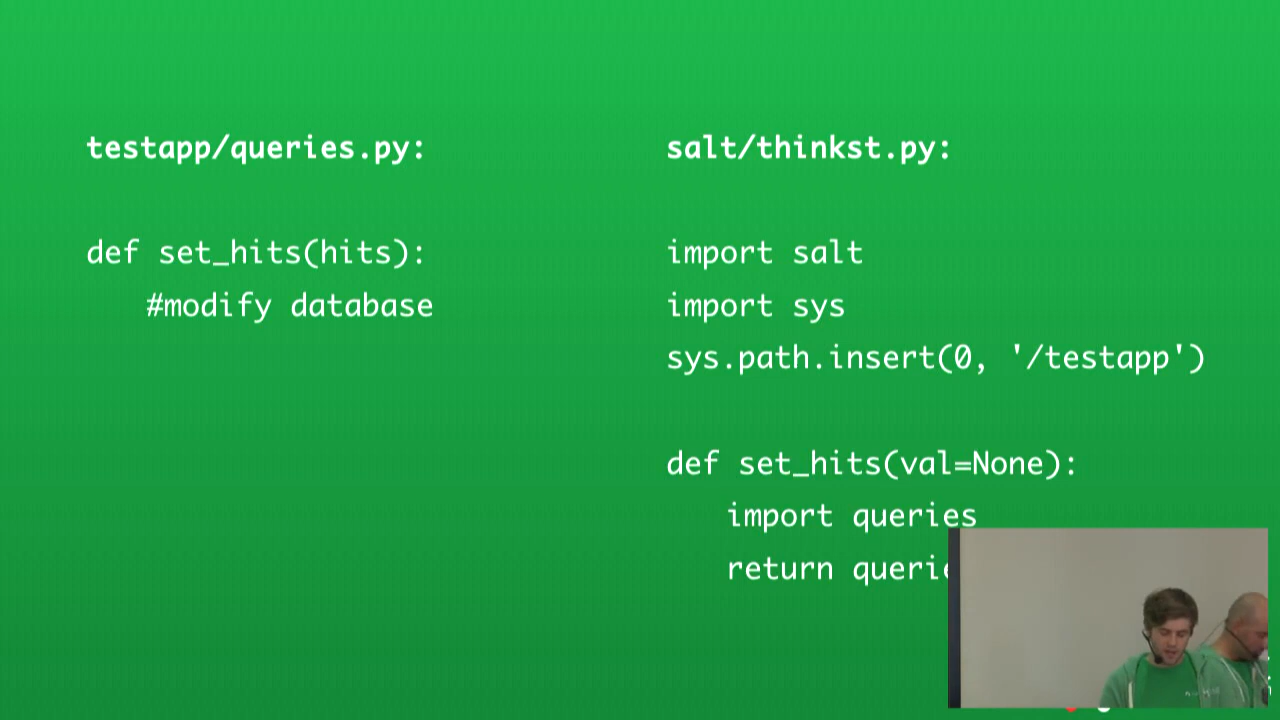 testapp/queries.py:
def set_hits(hits):
#modify database
salt/thinkst.py:
import salt
import sys
sys.path.insert(0, '/testapp')
def set_hits(val=None):
import queries
return